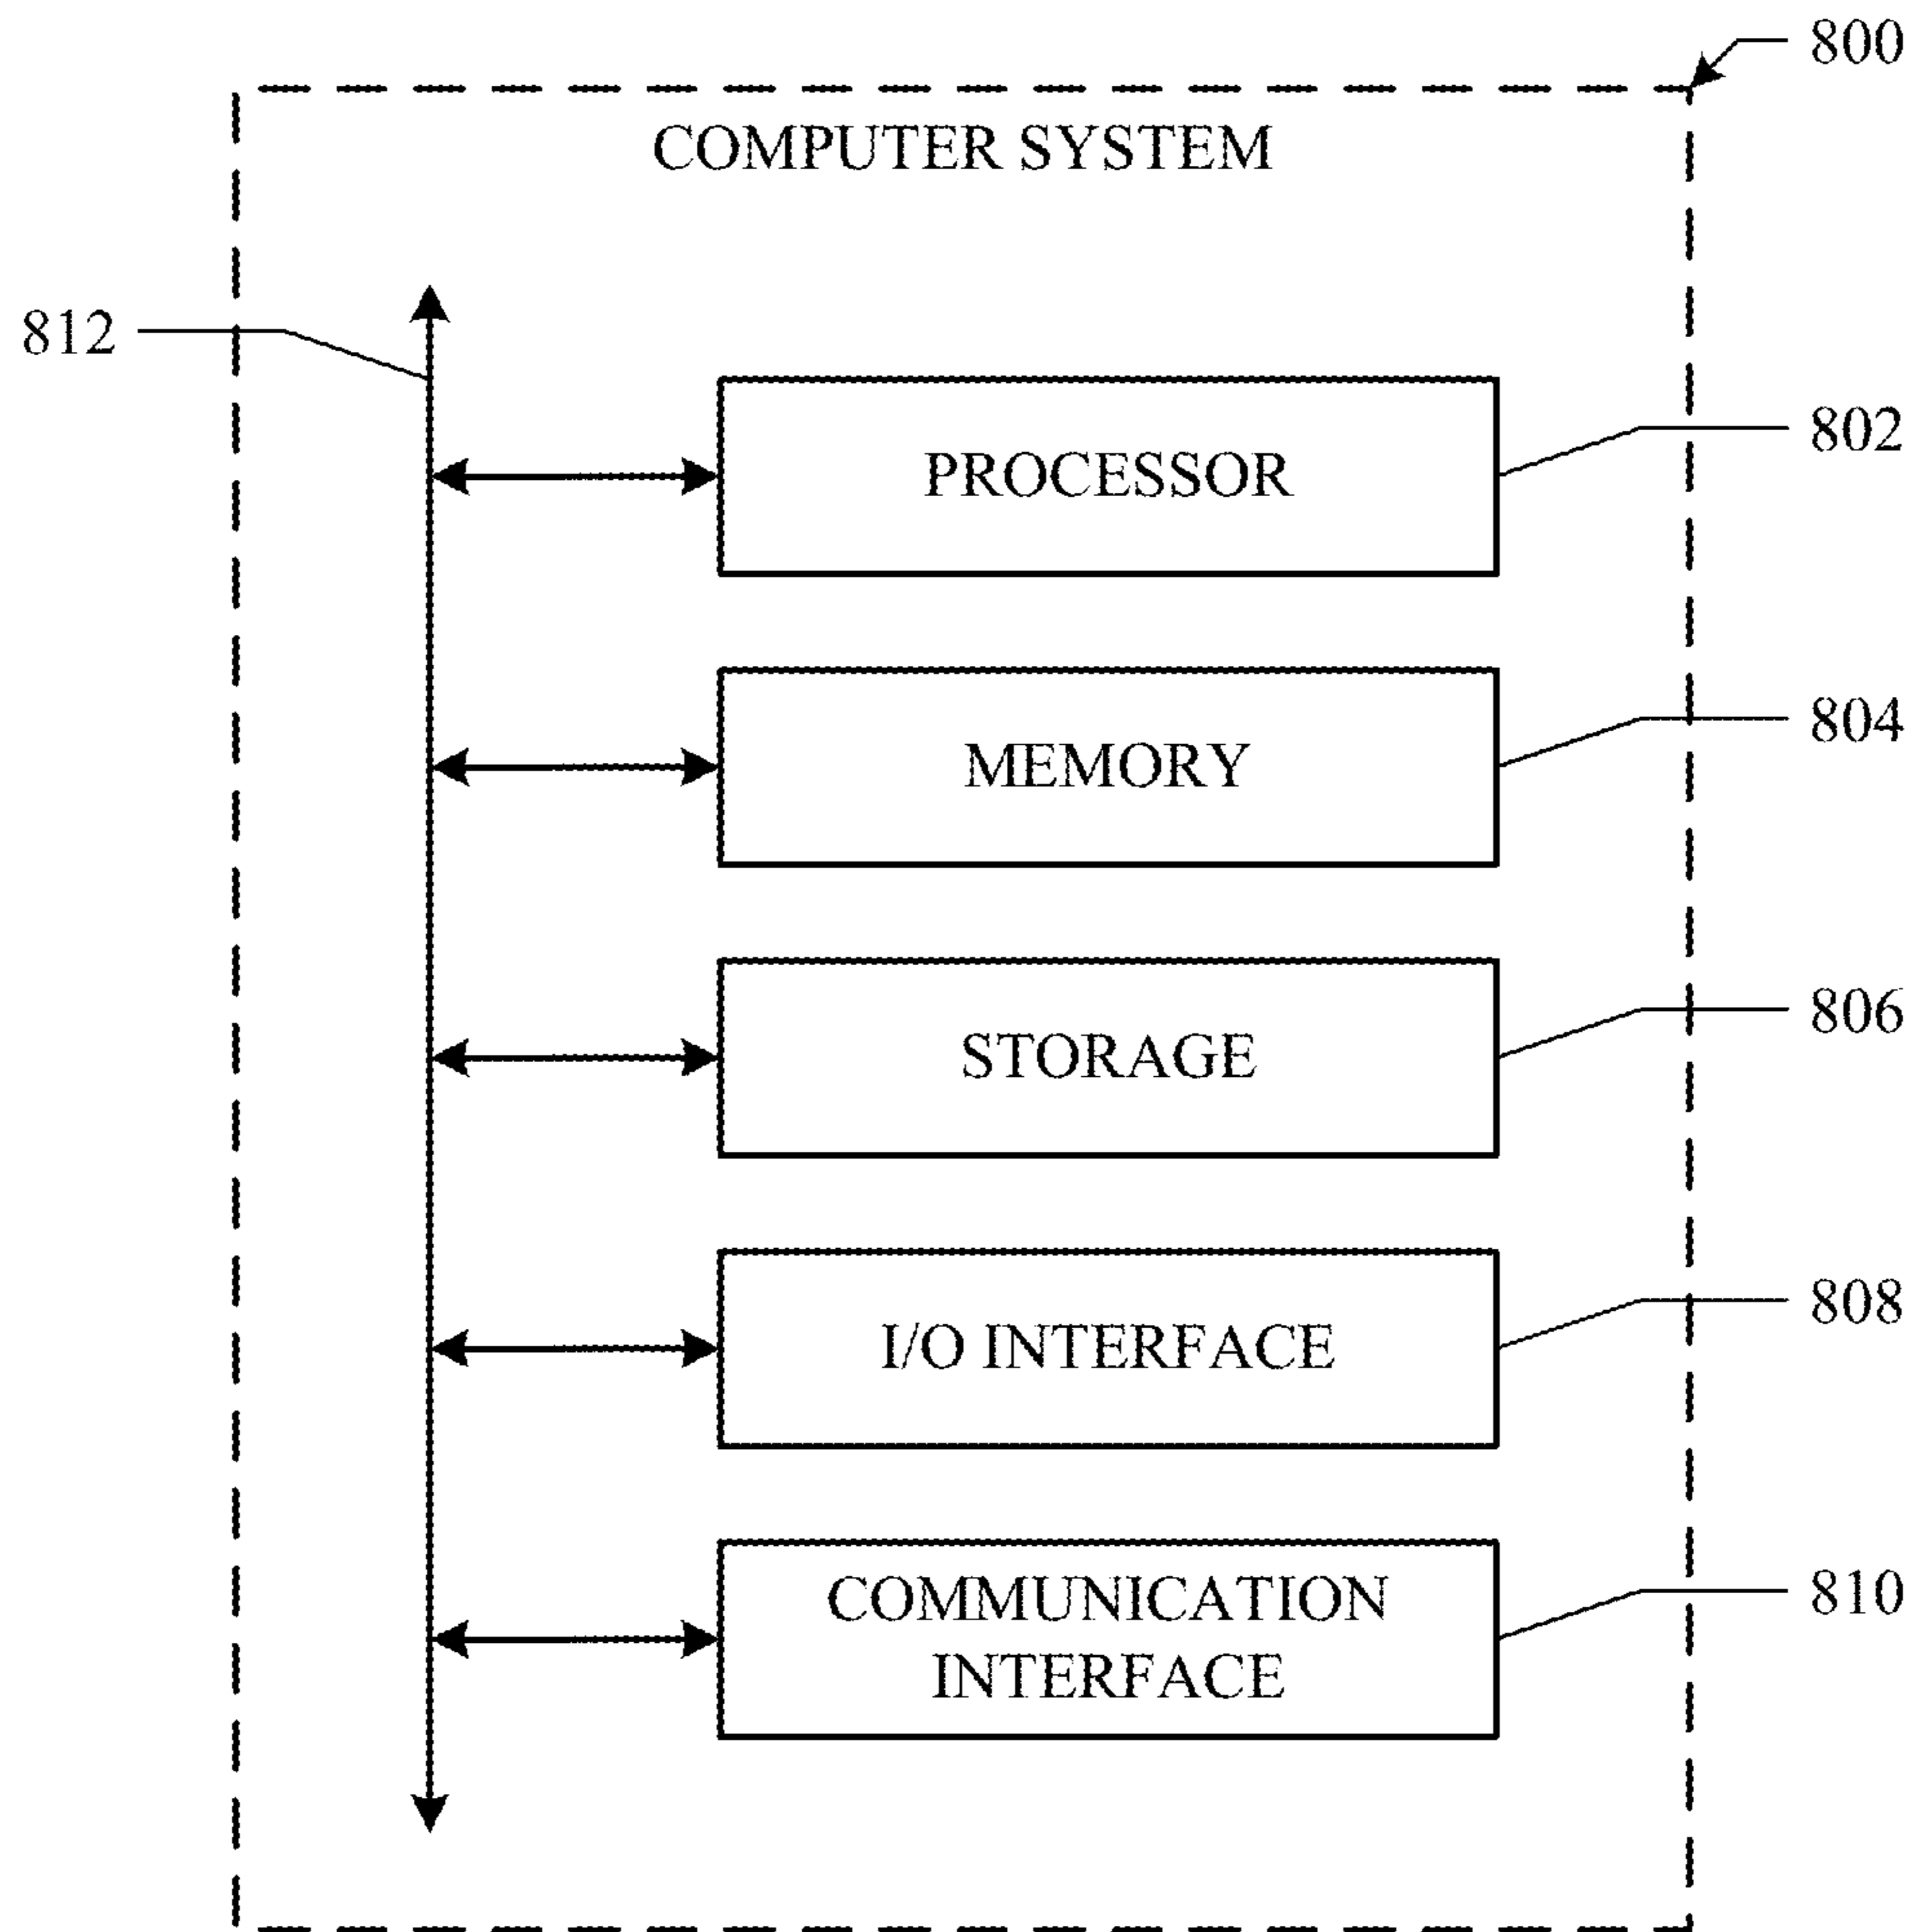 800
COMPUTER SYSTEM
812
802
PROCESSOR
804
MEMORY
806
STORAGE
808
I/O INTERFACE
810
COMMUNICATION
INTERFACE